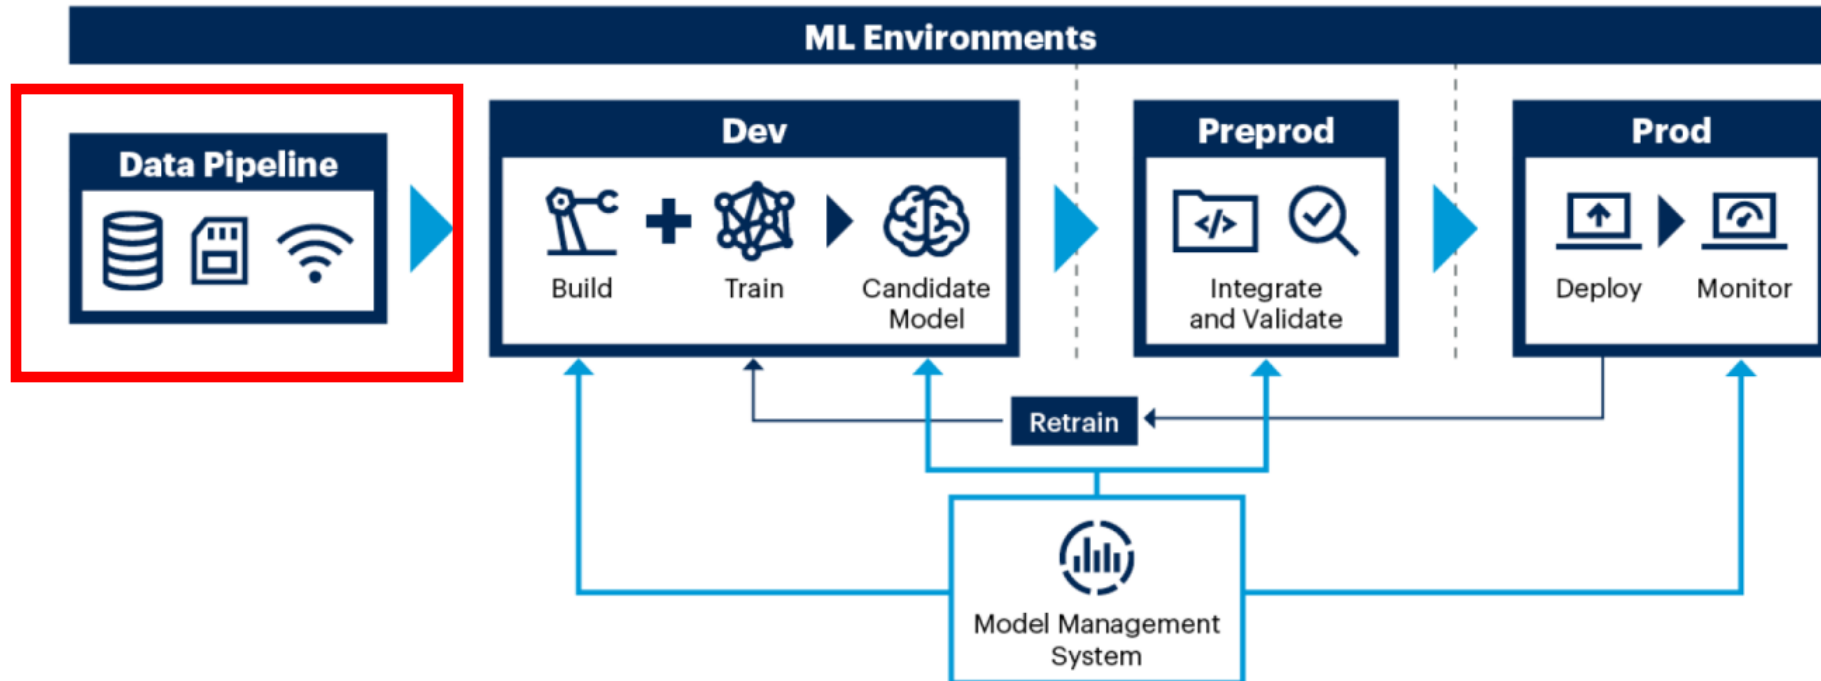 ML Environments
Data Pipeline
Dev
Build
Train
Candidate
Model
Preprod
</>
Integrate
and Validate
Prod
Deploy
Monitor
Retrain
Model Management
System